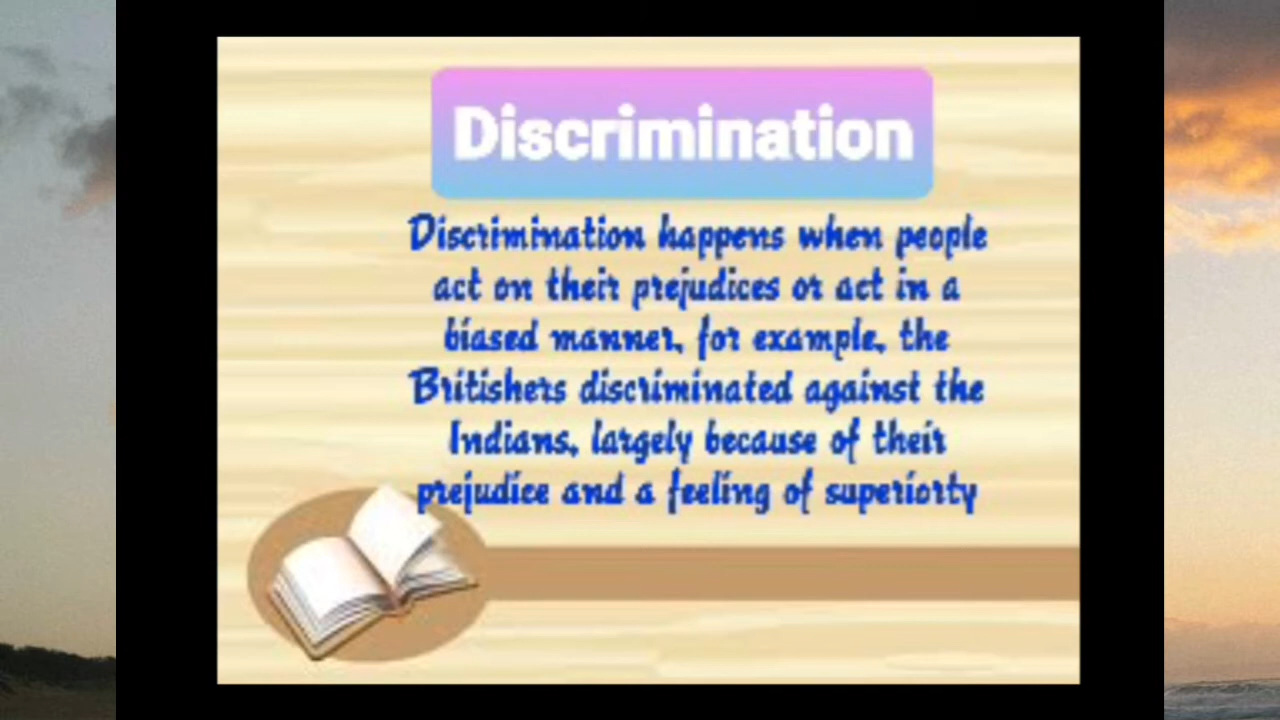 Discrimination
Discrimination happens when people
act on their prejudices or act in a
biased manner, for example, the
Britishers discriminated against the
Indians, largely because of their
prejudice and a feeling of superiorty